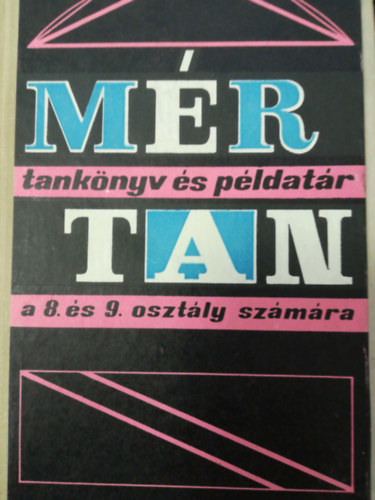 MÉR
tankönyv és példatár
TAN
a 8. és 9. osztály számára